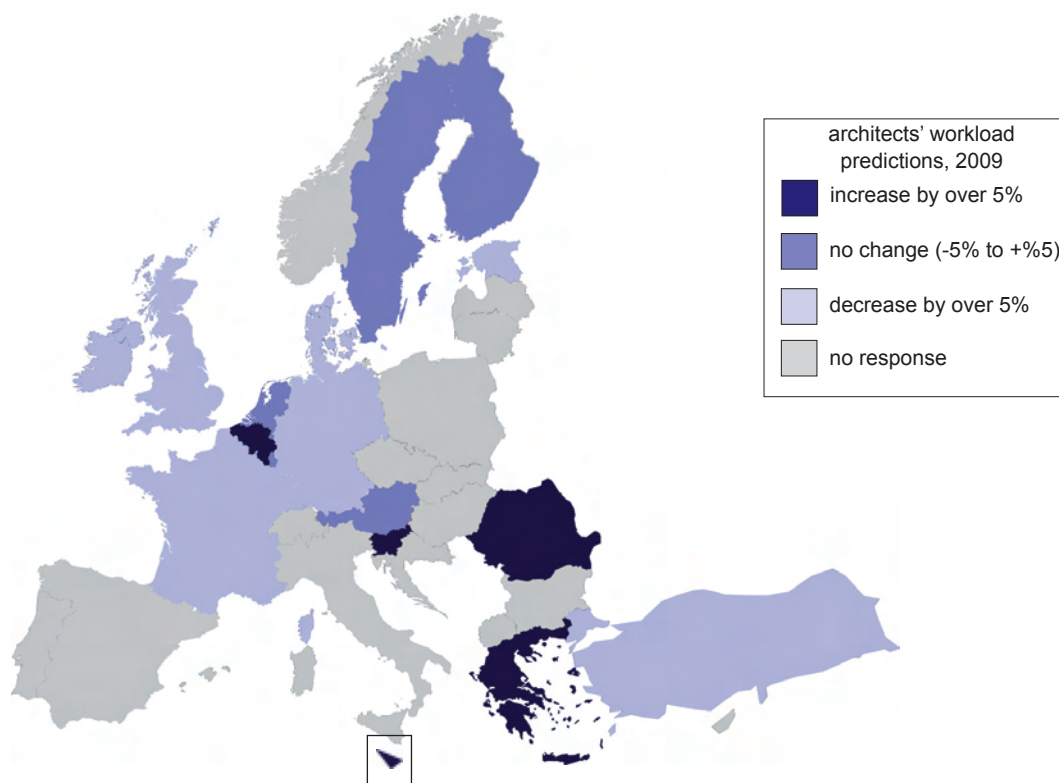 architects' workload
predictions, 2009
increase by over 5%
no change (-5% to +%5)
decrease by over 5%
no response